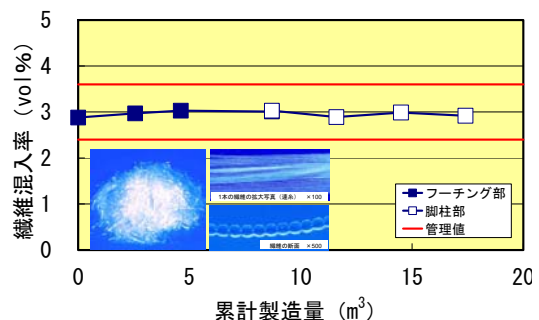 繊維混入率 (vol%)
5
4
3
2
1
0
1本の繊維の拡大写真（連糸） ×100
繊維の断面 ×500
フーチング部
脚柱部
管理値
0
5
10
15
20
累計製造量 (m³)